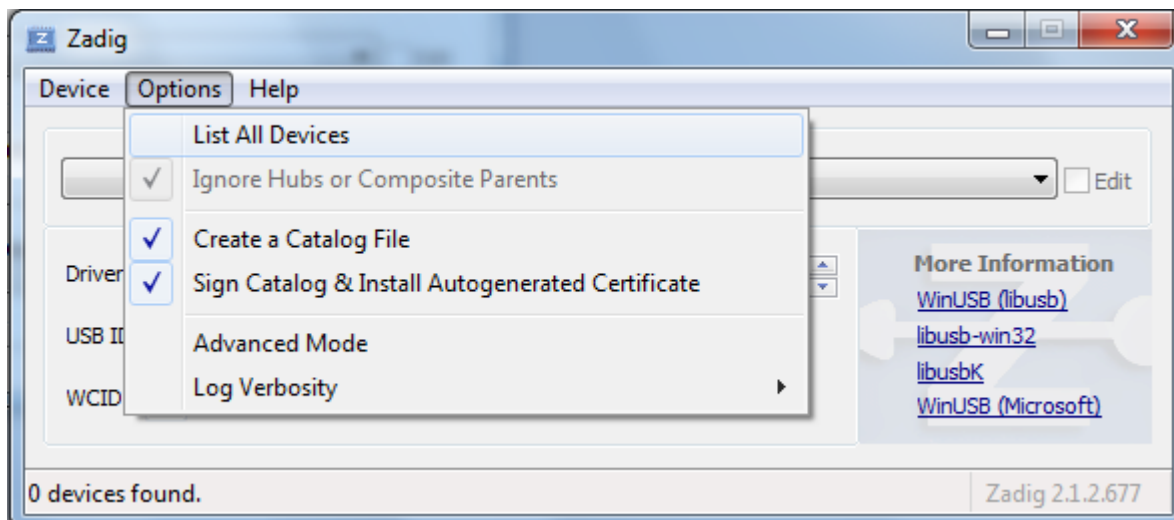 Zadig
Device Options Help
List All Devices
Ignore Hubs or Composite Parents
Edit
Create a Catalog File
Sign Catalog & Install Autogenerated Certificate
Driver
USB ID
WCID
Advanced Mode
Log Verbosity
More Information
WinUSB (libusb)
libusb-win32
libusbK
WinUSB (Microsoft)
0 devices found.
Zadig 2.1.2.677